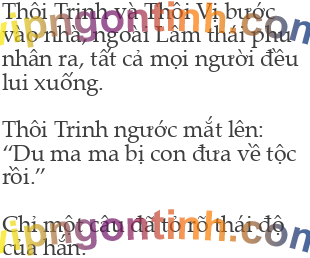 Thôi Trinh và Thôi Vi bước
vào nhà, ngoài Lâm thái phu
nhân ra, tất cả mọi người đều
lui xuống.
Thôi Trinh ngước mắt lên:
“Du ma ma bị con đưa về tộc
rồi.”
Chỉ một câu đã tỏ rõ thái độ
của hắn.
vipngontinh.com
vipngontinh.com